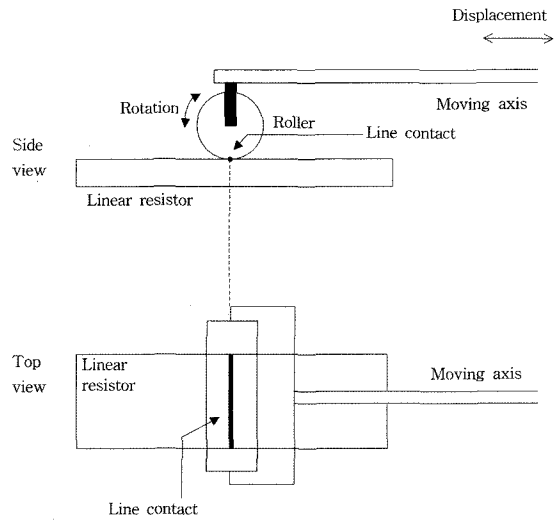 Displacement
Rotation
Moving axis
Roller
Line contact
Side
view
Linear resistor
Top
view
Linear
resistor
Moving axis
Line contact